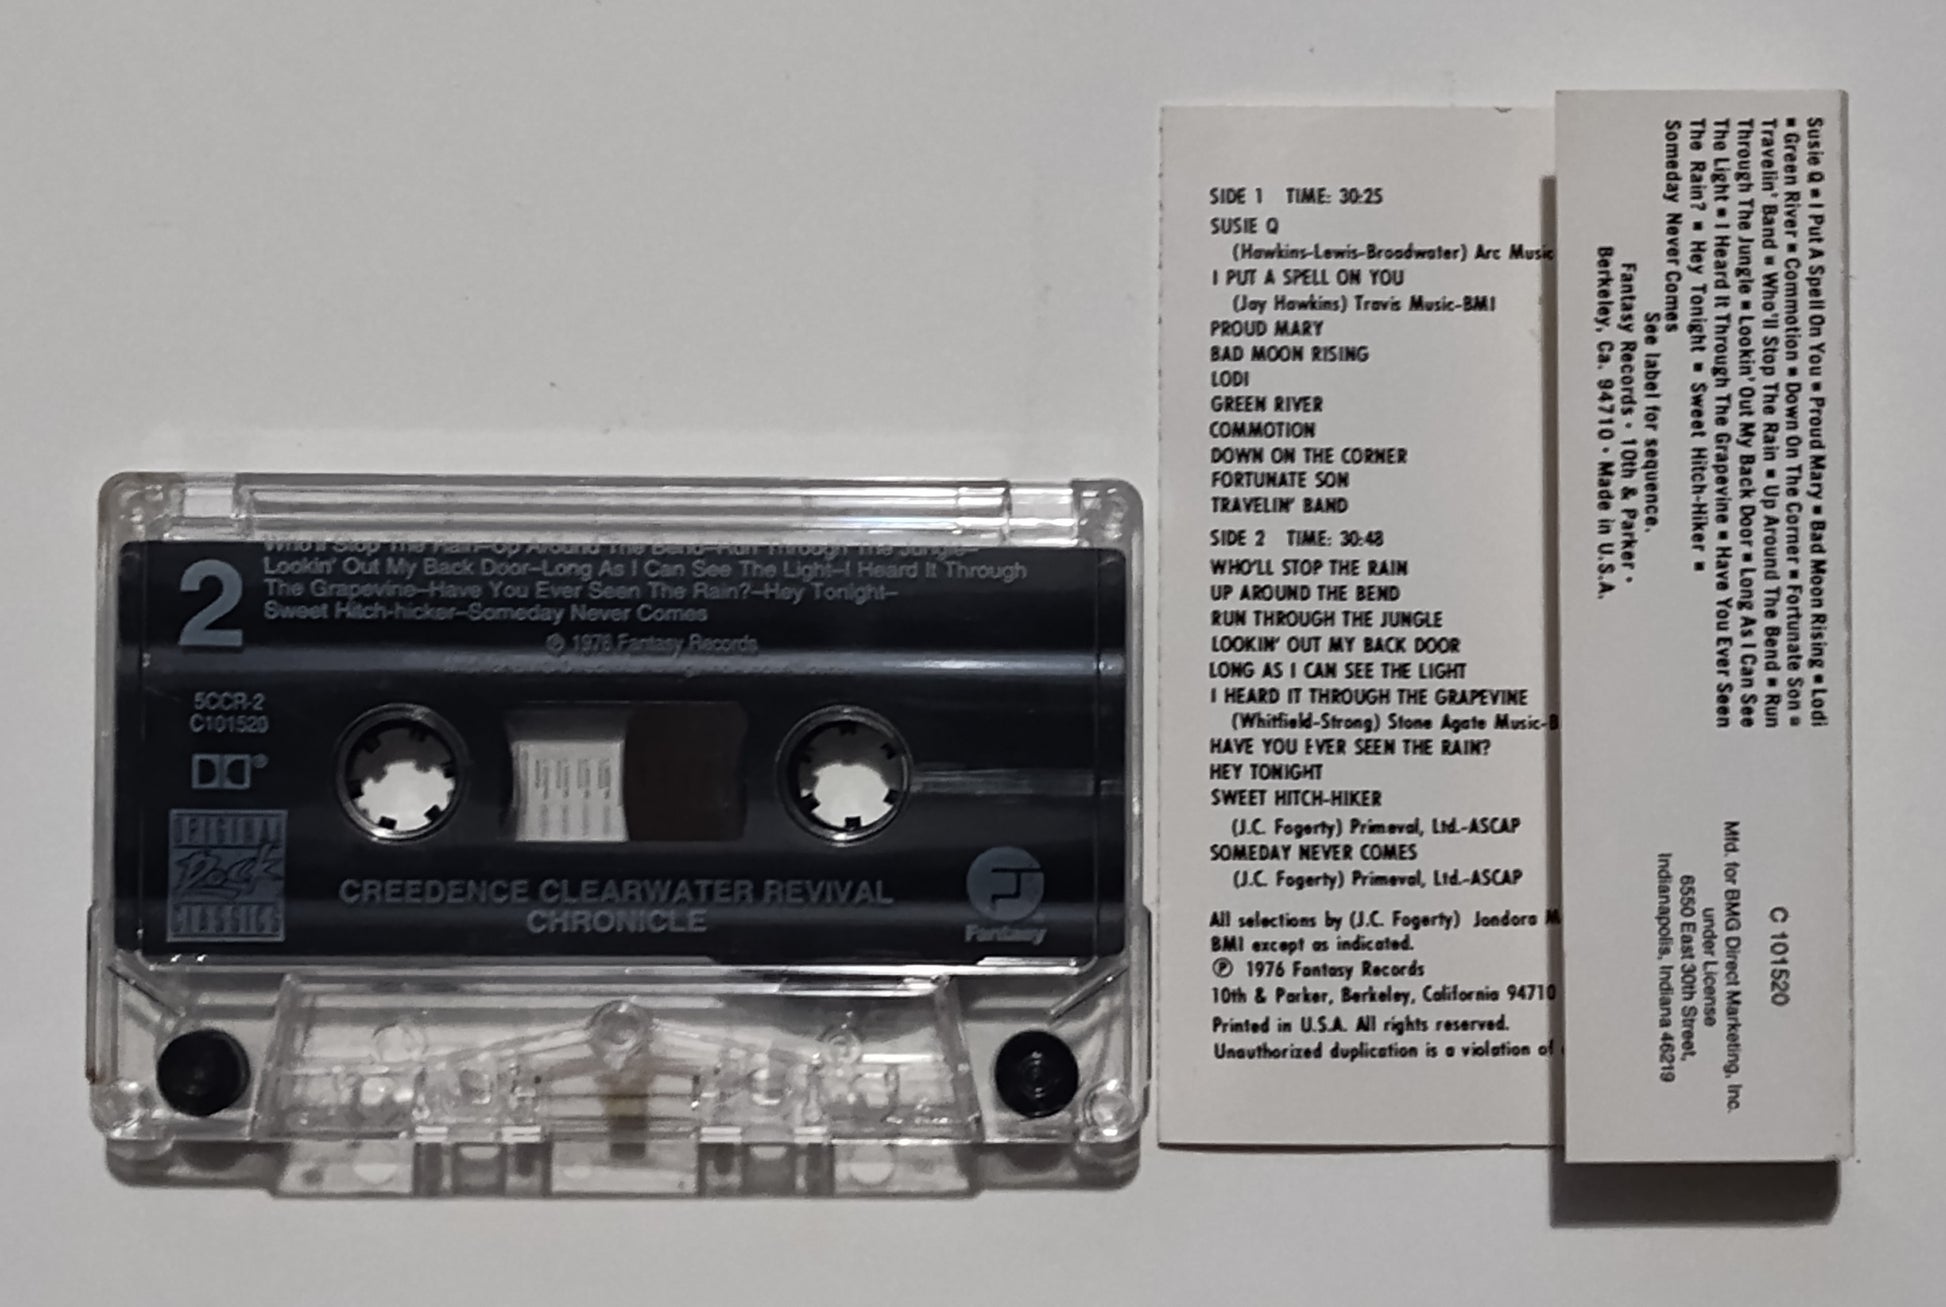 2
Who'll Stop The Rain–Up Around The Bend–Run Through The Jungle–
Lookin' Out My Back Door–Long As I Can See The Light–I Heard It Through
The Grapevine–Have You Ever Seen The Rain?–Hey Tonight–
Sweet Hitch-hicker–Someday Never Comes
℗ 1976 Fantasy Records
5CCR-2
C101520
ORIGINAL
Rock
CLASSICS
CREEDENCE CLEARWATER REVIVAL
CHRONICLE
Fantasy
SIDE 1 TIME: 30:25
SUSIE Q
(Hawkins-Lewis-Broadwater) Arc Music
I PUT A SPELL ON YOU
(Jay Hawkins) Travis Music-BMI
PROUD MARY
BAD MOON RISING
LODI
GREEN RIVER
COMMOTION
DOWN ON THE CORNER
FORTUNATE SON
TRAVELIN' BAND
SIDE 2 TIME: 30:48
WHO'LL STOP THE RAIN
UP AROUND THE BEND
RUN THROUGH THE JUNGLE
LOOKIN' OUT MY BACK DOOR
LONG AS I CAN SEE THE LIGHT
I HEARD IT THROUGH THE GRAPEVINE
(Whitfield-Strong) Stone Agate Music-B
HAVE YOU EVER SEEN THE RAIN?
HEY TONIGHT
SWEET HITCH-HIKER
(J.C. Fogerty) Primeval, Ltd.-ASCAP
SOMEDAY NEVER COMES
(J.C. Fogerty) Primeval, Ltd.-ASCAP
All selections by (J.C. Fogerty) Jondora M
BMI except as indicated.
℗ 1976 Fantasy Records
10th & Parker, Berkeley, California 94710
Printed in U.S.A. All rights reserved.
Unauthorized duplication is a violation of
Susie Q ■ I Put A Spell On You ■ Proud Mary ■ Bad Moon Rising ■ Lodi
■ Green River ■ Commotion ■ Down On The Corner ■ Fortunate Son ■
Travelin' Band ■ Who'll Stop The Rain ■ Up Around The Bend ■ Run
Through The Jungle ■ Lookin' Out My Back Door ■ Long As I Can See
The Light ■ I Heard It Through The Grapevine ■ Have You Ever Seen
The Rain? ■ Hey Tonight ■ Sweet Hitch-Hiker ■
Someday Never Comes
See label for sequence.
Fantasy Records • 10th & Parker •
Berkeley, Ca. 94710 • Made in U.S.A.
C 101520
Mfd. for BMG Direct Marketing, Inc.
under License
6550 East 30th Street,
Indianapolis, Indiana 46219